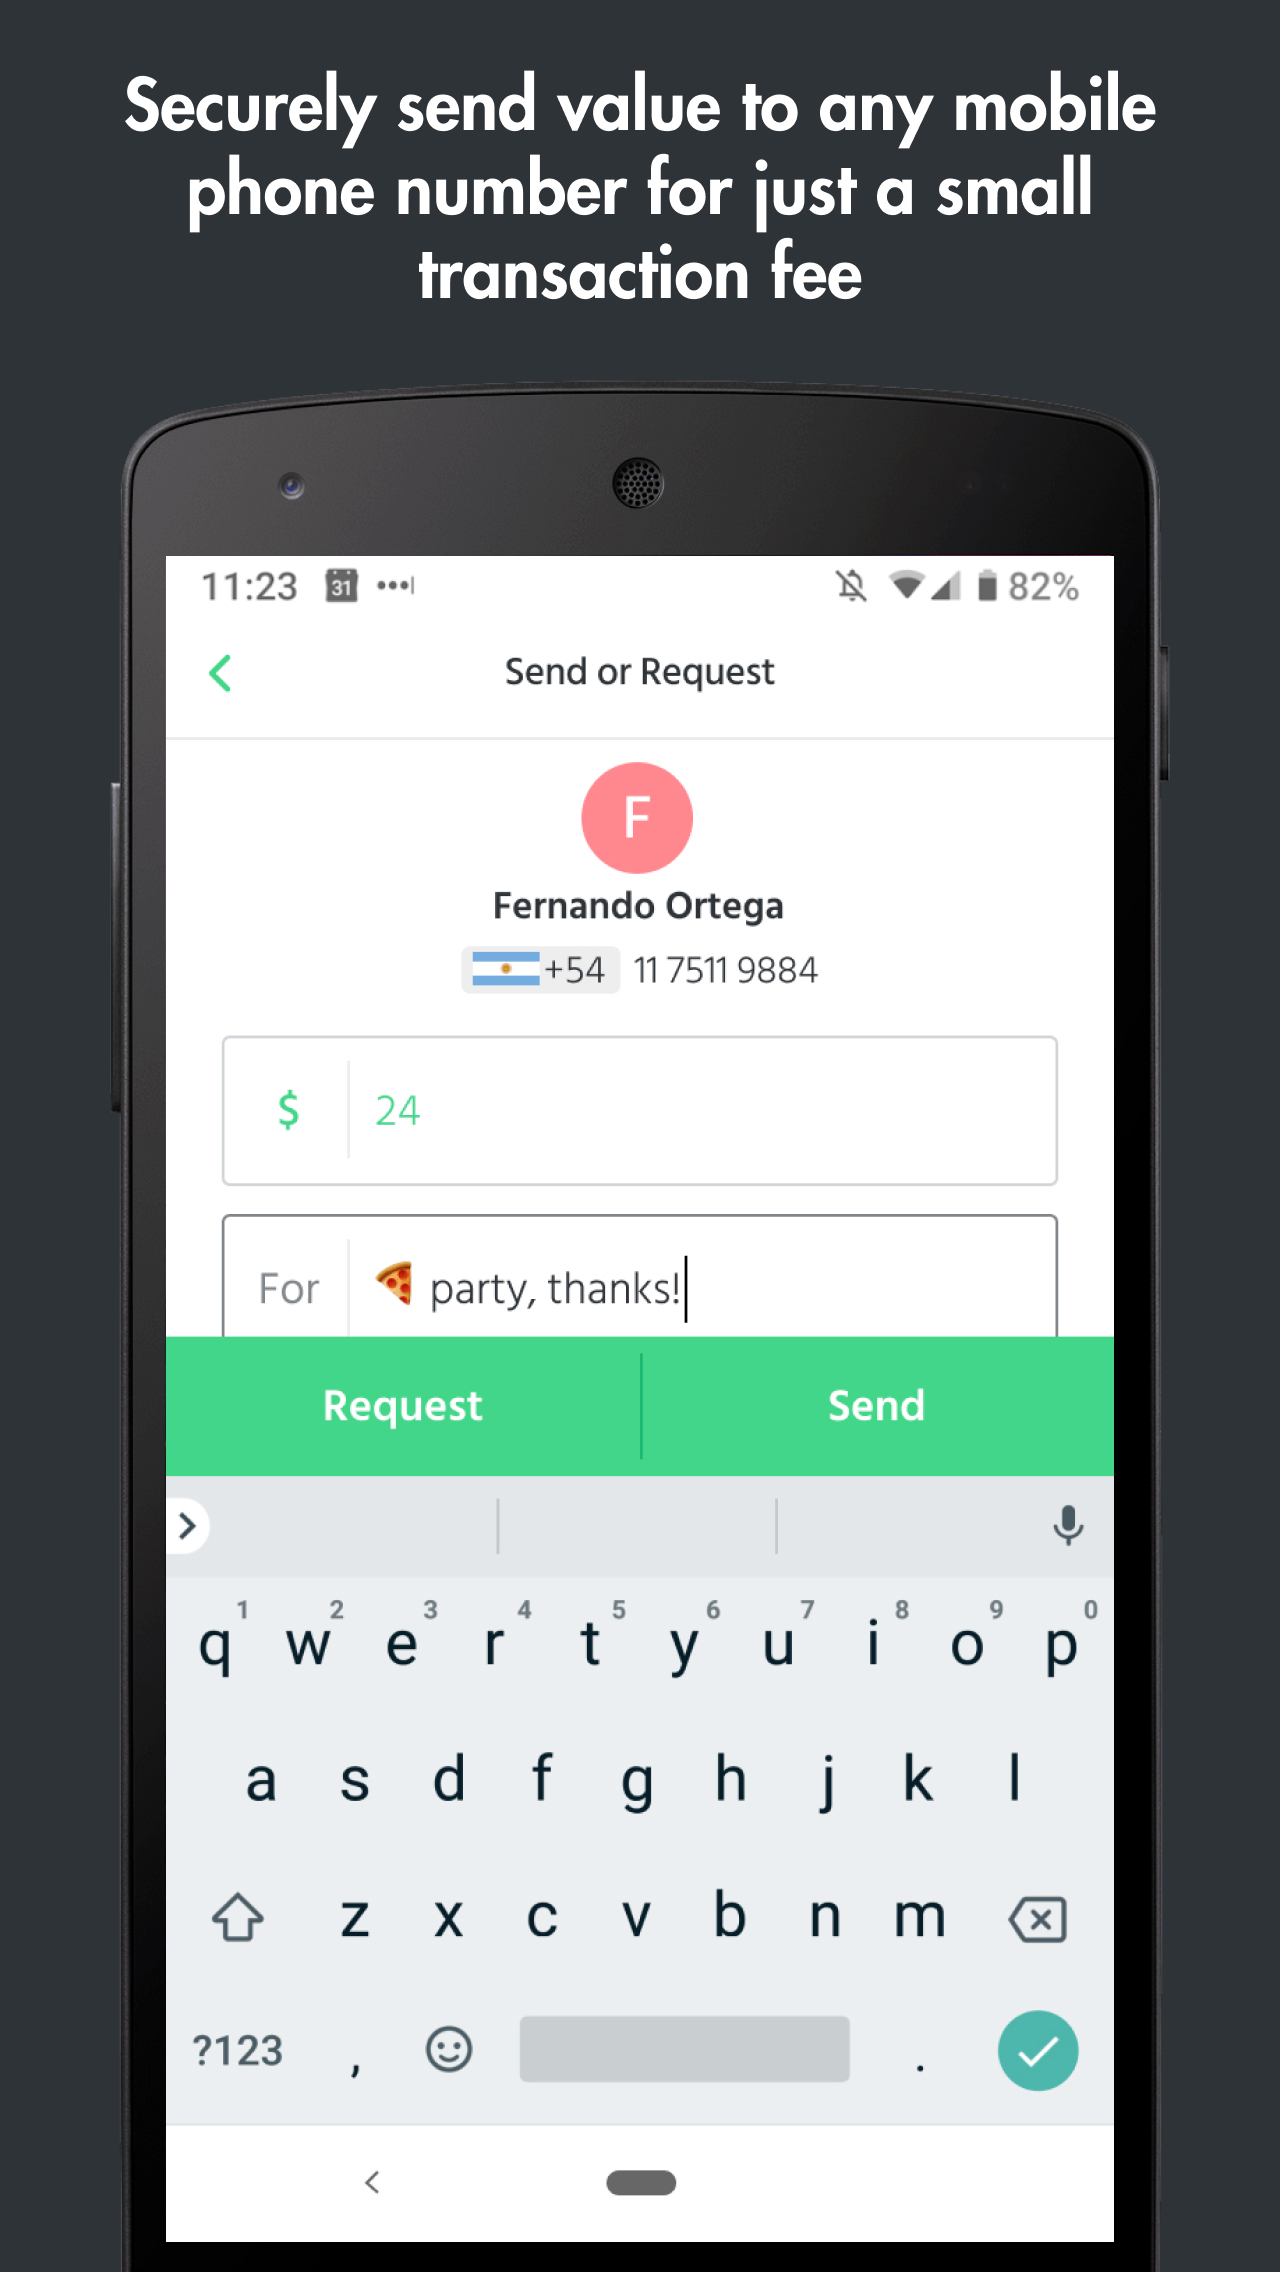 Securely send value to any mobile
phone number for just a small
transaction fee
11:23 31 82%
Send or Request
F
Fernando Ortega
+54 11 7511 9884
$ 24
For 🍕 party, thanks!
Request Send
1 2 3 4 5 6 7 8 9 0
q w e r t y u i o p
a s d f g h j k l
z x c v b n m
?123 , .